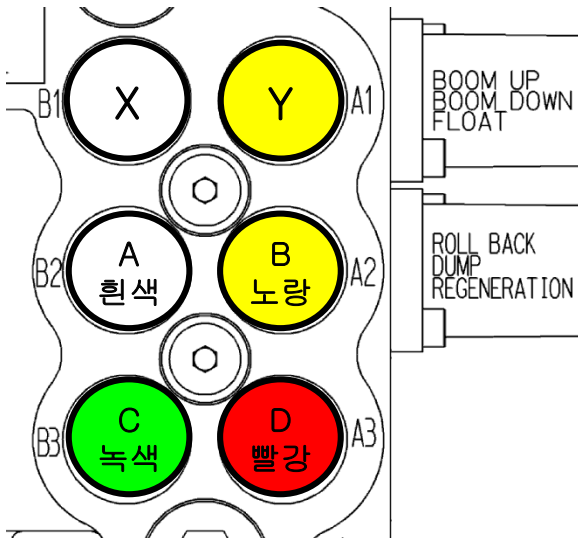 B1
X
Y
A1
BOOM UP
BOOM DOWN
FLOAT
B2
A
흰색
B
노랑
A2
ROLL BACK
DUMP
REGENERATION
B3
C
녹색
D
빨강
A3